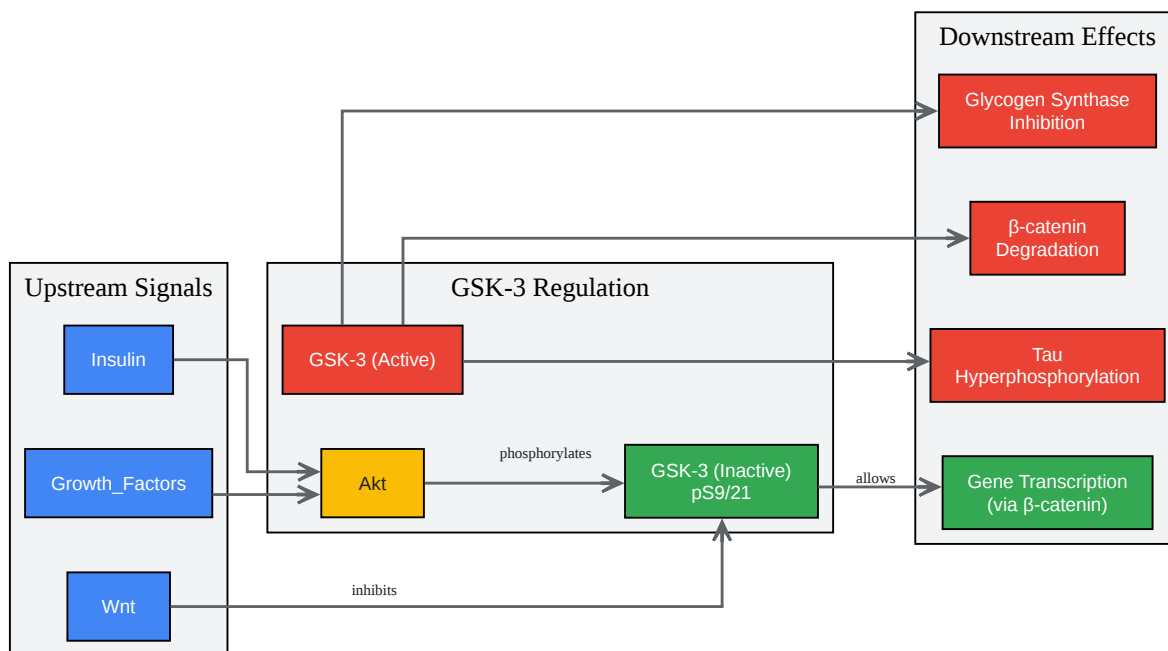 Downstream Effects
Glycogen Synthase
Inhibition
β-catenin
Degradation
Upstream Signals
GSK-3 Regulation
Insulin
GSK-3 (Active)
Tau
Hyperphosphorylation
Growth_Factors
Akt
phosphorylates
GSK-3 (Inactive)
pS9/21
allows
Gene Transcription
(via β-catenin)
Wnt
inhibits